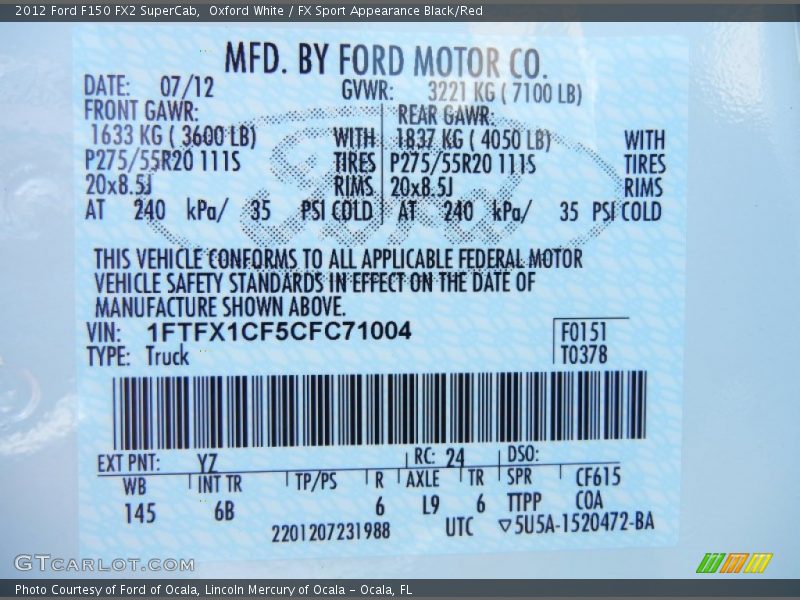 2012 Ford F150 FX2 SuperCab,  Oxford White / FX Sport Appearance Black/Red
MFD. BY FORD MOTOR CO.
DATE: 07/12 GVWR: 3221 KG ( 7100 LB)
FRONT GAWR: REAR GAWR:
1633 KG ( 3600 LB) WITH 1837 KG ( 4050 LB) WITH
P275/55R20 111S TIRES P275/55R20 111S TIRES
20x8.5J RIMS 20x8.5J RIMS
AT 240 kPa/ 35 PSI COLD AT 240 kPa/ 35 PSI COLD
Ford
THIS VEHICLE CONFORMS TO ALL APPLICABLE FEDERAL MOTOR
VEHICLE SAFETY STANDARDS IN EFFECT ON THE DATE OF
MANUFACTURE SHOWN ABOVE.
VIN: 1FTFX1CF5CFC71004 F0151
TYPE: Truck T0378
EXT PNT: YZ RC: 24 DSO:
WB INT TR TP/PS R AXLE TR SPR CF615
145 6B 6 L9 6 TTPP COA
2201207231988 UTC ▽5U5A-1520472-BA
GTCARLOT.COM
Photo Courtesy of Ford of Ocala, Lincoln Mercury of Ocala - Ocala, FL